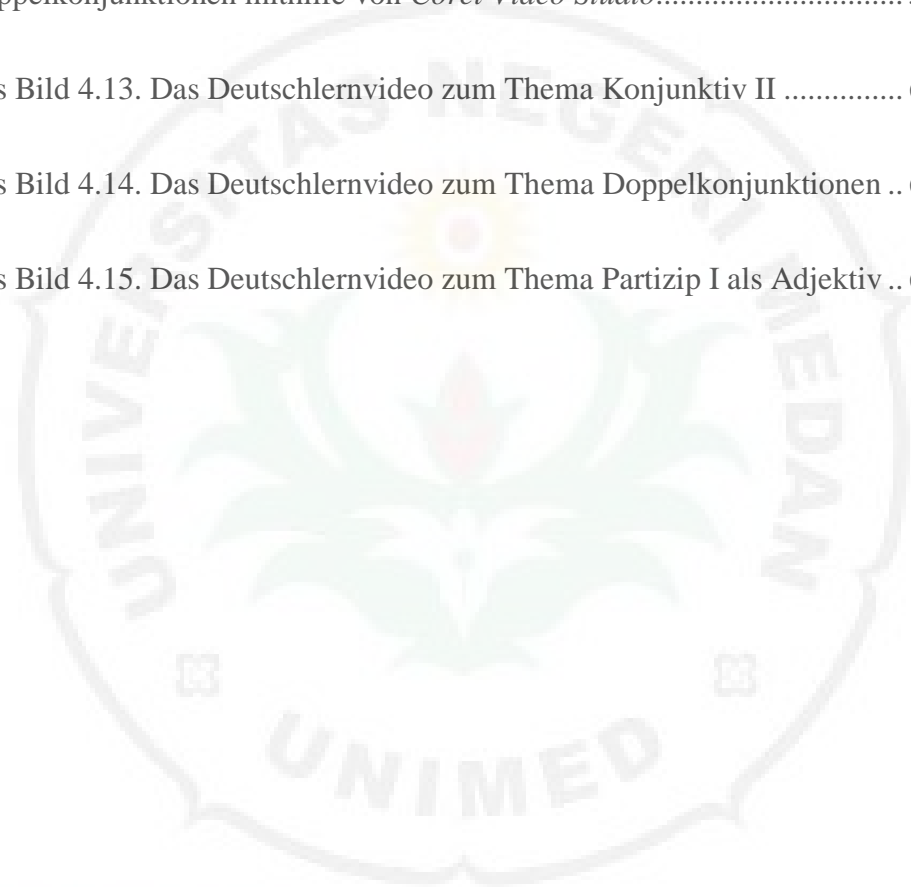 ppelkonjunktionen mithilfe von Corel Video Studio..............................
s Bild 4.13. Das Deutschlernvideo zum Thema Konjunktiv II ...............
s Bild 4.14. Das Deutschlernvideo zum Thema Doppelkonjunktionen ..
s Bild 4.15. Das Deutschlernvideo zum Thema Partizip I als Adjektiv ..
UNIVERSITAS NEGERI MEDAN
UNIMED